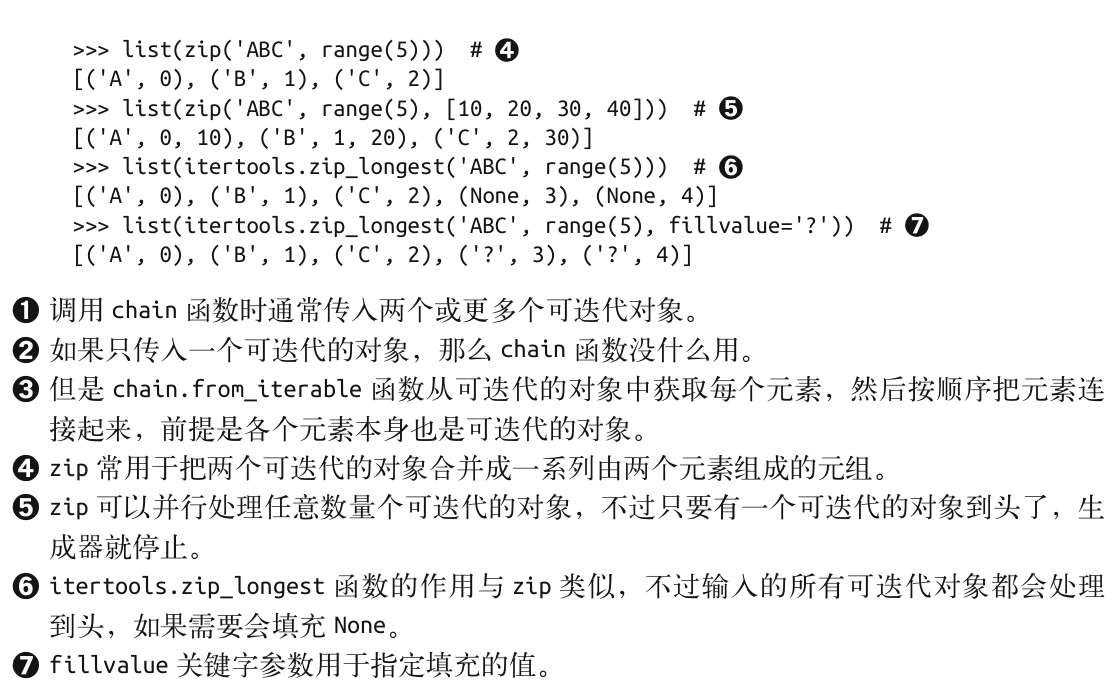 >>> list(zip('ABC', range(5)))  # ❹
[('A', 0), ('B', 1), ('C', 2)]
>>> list(zip('ABC', range(5), [10, 20, 30, 40]))  # ❺
[('A', 0, 10), ('B', 1, 20), ('C', 2, 30)]
>>> list(itertools.zip_longest('ABC', range(5)))  # ❻
[('A', 0), ('B', 1), ('C', 2), (None, 3), (None, 4)]
>>> list(itertools.zip_longest('ABC', range(5), fillvalue='?'))  # ❼
[('A', 0), ('B', 1), ('C', 2), ('?', 3), ('?', 4)]
❶ 调用 chain 函数时通常传入两个或更多个可迭代对象。
❷ 如果只传入一个可迭代的对象，那么 chain 函数没什么用。
❸ 但是 chain.from_iterable 函数从可迭代的对象中获取每个元素，然后按顺序把元素连
接起来，前提是各个元素本身也是可迭代的对象。
❹ zip 常用于把两个可迭代的对象合并成一系列由两个元素组成的元组。
❺ zip 可以并行处理任意数量个可迭代的对象，不过只要有一个可迭代的对象到头了，生
成器就停止。
❻ itertools.zip_longest 函数的作用与 zip 类似，不过输入的所有可迭代对象都会处理
到头，如果需要会填充 None。
❼ fillvalue 关键字参数用于指定填充的值。